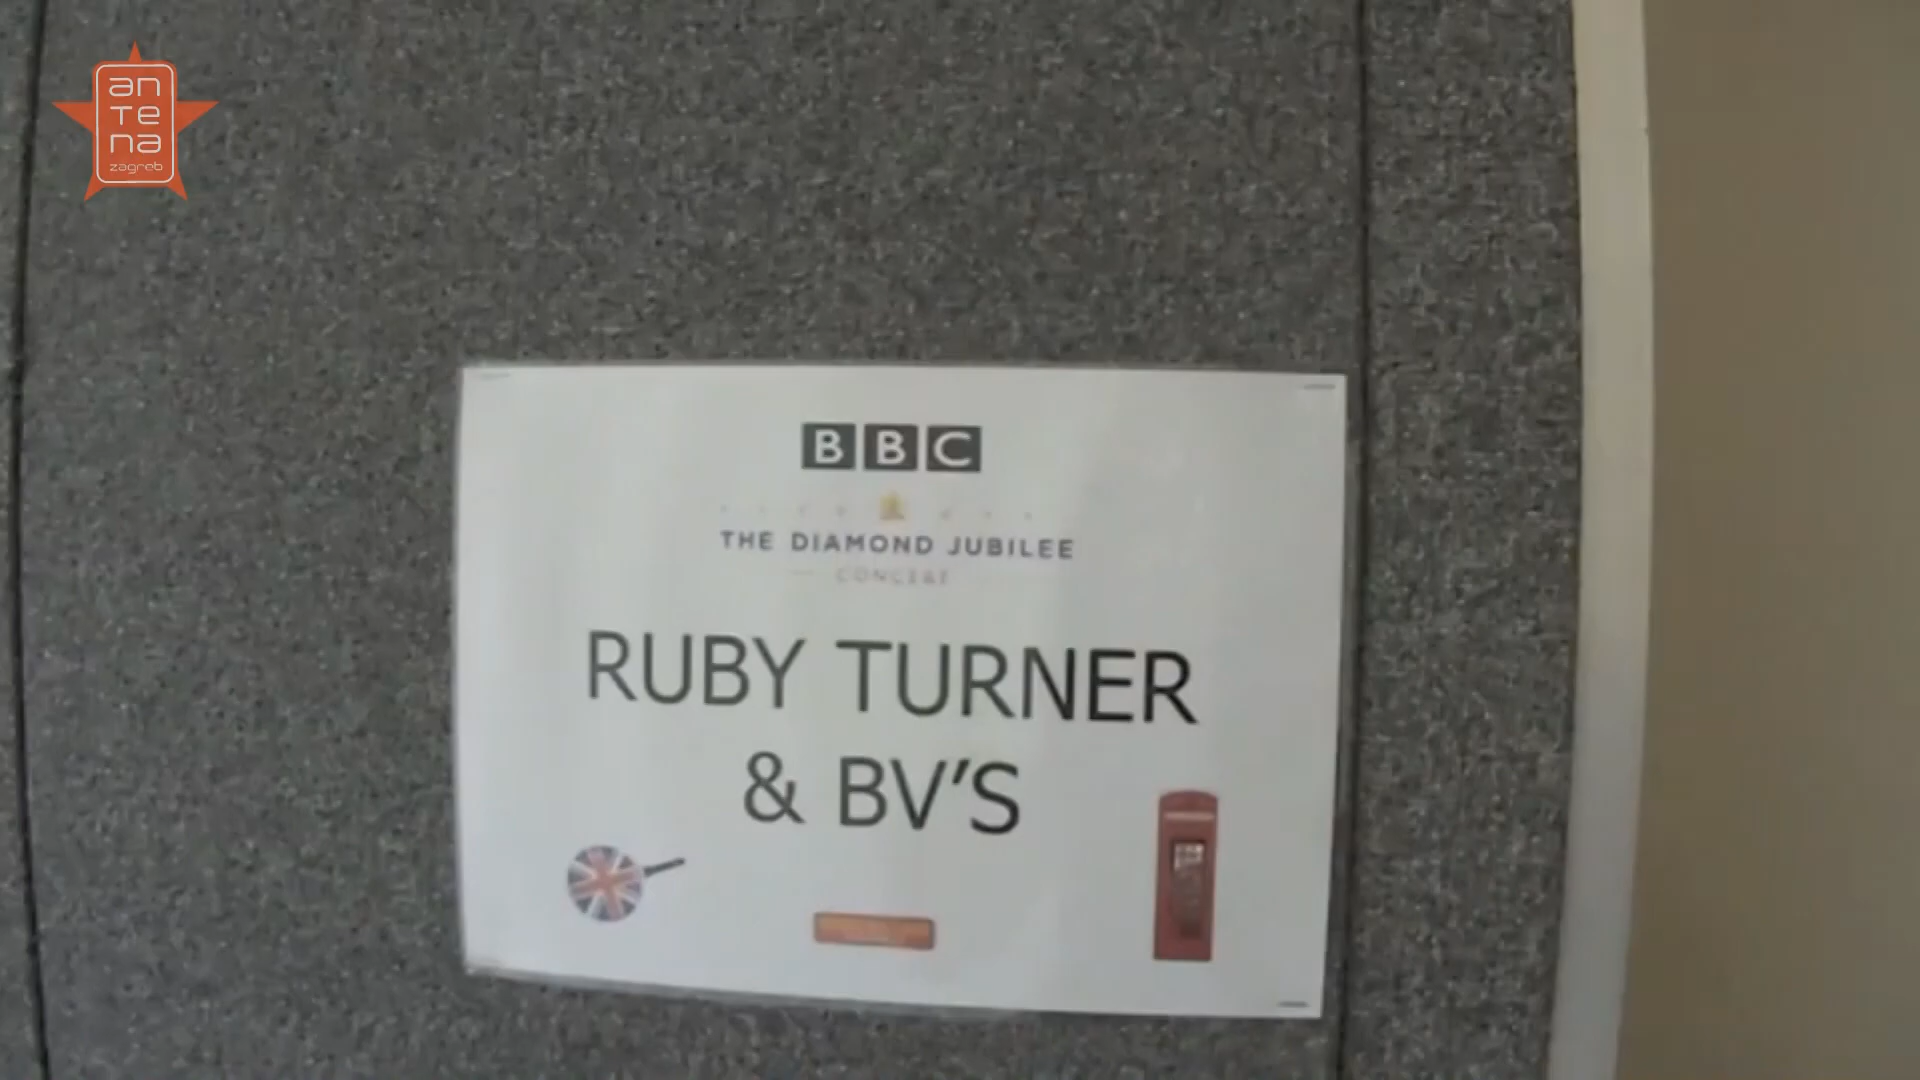 an
Te
na
zagreb
BBC
THE DIAMOND JUBILEE
CONCERT
RUBY TURNER
& BV'S